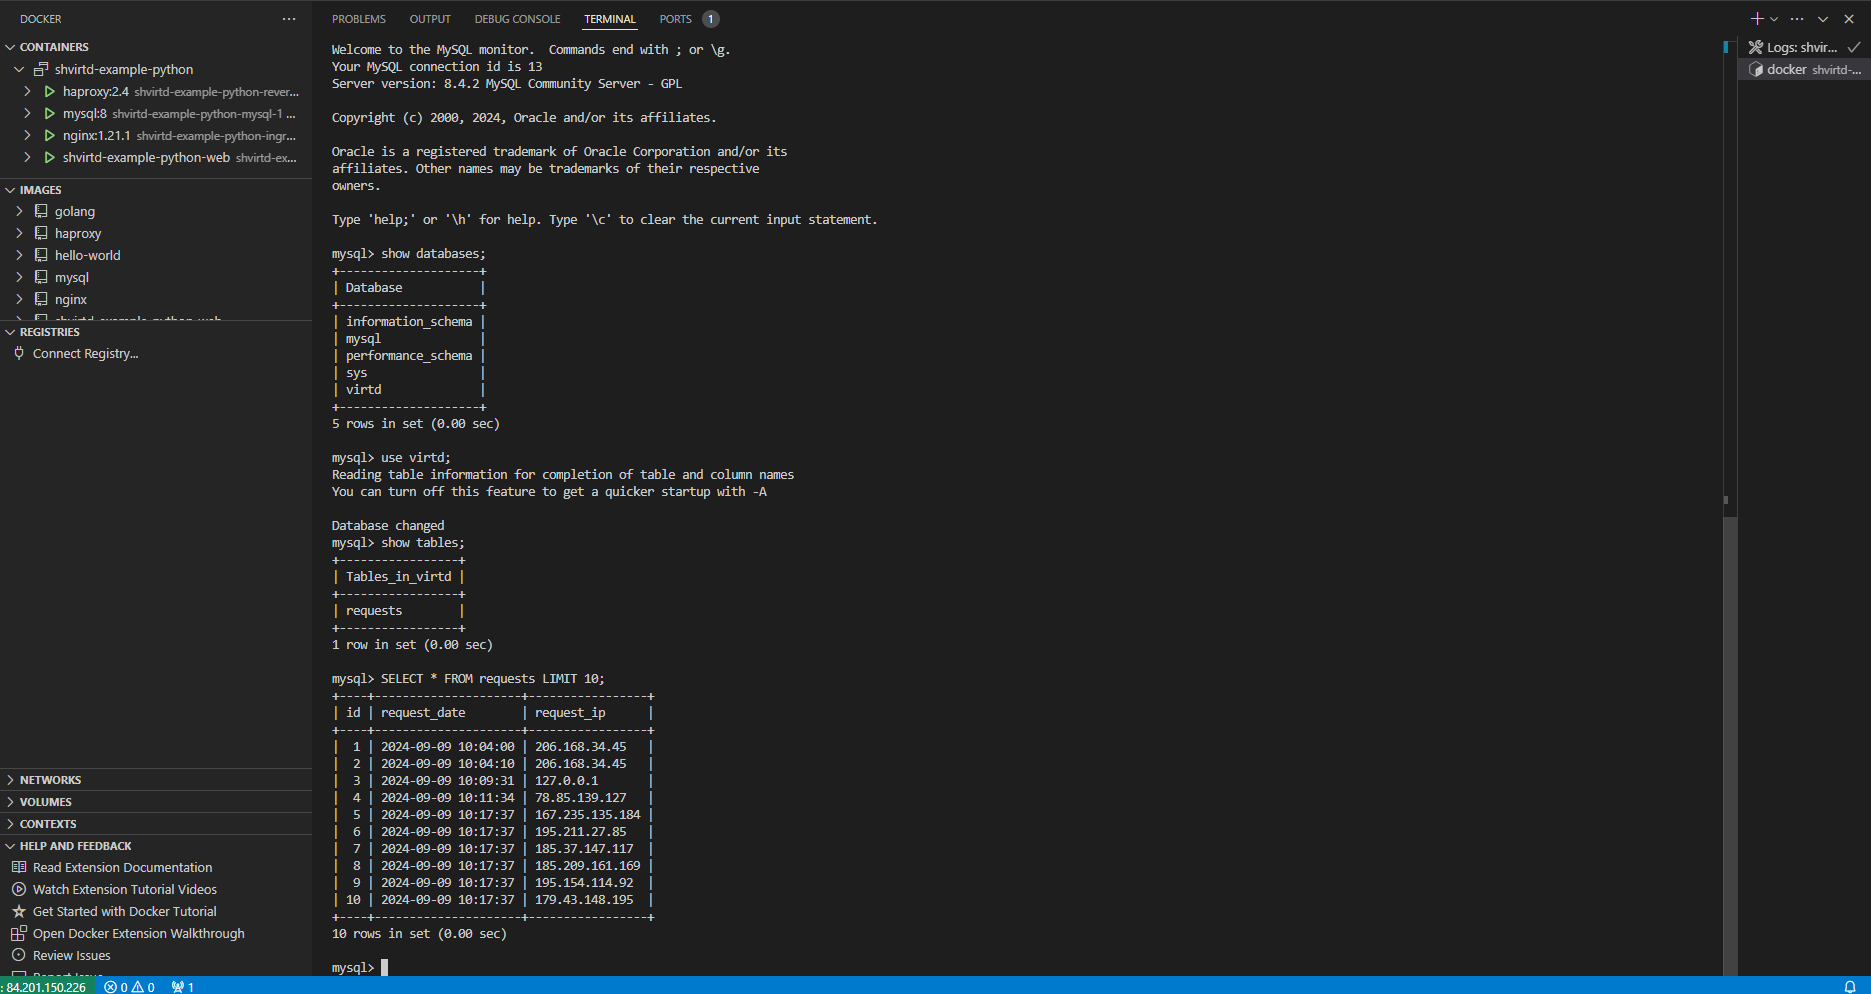 DOCKER
CONTAINERS
shvirtd-example-python
haproxy:2.4 shvirtd-example-python-rever...
mysql:8 shvirtd-example-python-mysql-1 ...
nginx:1.21.1 shvirtd-example-python-ingr...
shvirtd-example-python-web shvirtd-ex...
IMAGES
golang
haproxy
hello-world
mysql
nginx
shvirtd-example-python-web
REGISTRIES
Connect Registry...
NETWORKS
VOLUMES
CONTEXTS
HELP AND FEEDBACK
Read Extension Documentation
Watch Extension Tutorial Videos
Get Started with Docker Tutorial
Open Docker Extension Walkthrough
Review Issues
Report Issue
PROBLEMS OUTPUT DEBUG CONSOLE TERMINAL PORTS 1
Welcome to the MySQL monitor.  Commands end with ; or \g.
Your MySQL connection id is 13
Server version: 8.4.2 MySQL Community Server - GPL
Copyright (c) 2000, 2024, Oracle and/or its affiliates.
Oracle is a registered trademark of Oracle Corporation and/or its
affiliates. Other names may be trademarks of their respective
owners.
Type 'help;' or '\h' for help. Type '\c' to clear the current input statement.
mysql> show databases;
+--------------------+
| Database           |
+--------------------+
| information_schema |
| mysql              |
| performance_schema |
| sys                |
| virtd              |
+--------------------+
5 rows in set (0.00 sec)
mysql> use virtd;
Reading table information for completion of table and column names
You can turn off this feature to get a quicker startup with -A
Database changed
mysql> show tables;
+-----------------+
| Tables_in_virtd |
+-----------------+
| requests        |
+-----------------+
1 row in set (0.00 sec)
mysql> SELECT * FROM requests LIMIT 10;
+----+---------------------+-----------------+
| id | request_date        | request_ip      |
+----+---------------------+-----------------+
|  1 | 2024-09-09 10:04:00 | 206.168.34.45   |
|  2 | 2024-09-09 10:04:10 | 206.168.34.45   |
|  3 | 2024-09-09 10:09:31 | 127.0.0.1       |
|  4 | 2024-09-09 10:11:34 | 78.85.139.127   |
|  5 | 2024-09-09 10:17:37 | 167.235.135.184 |
|  6 | 2024-09-09 10:17:37 | 195.211.27.85   |
|  7 | 2024-09-09 10:17:37 | 185.37.147.117  |
|  8 | 2024-09-09 10:17:37 | 185.209.161.169 |
|  9 | 2024-09-09 10:17:37 | 195.154.114.92  |
| 10 | 2024-09-09 10:17:37 | 179.43.148.195  |
+----+---------------------+-----------------+
10 rows in set (0.00 sec)
mysql>
Logs: shvir...
docker shvirtd-...
: 84.201.150.226 0 0 1